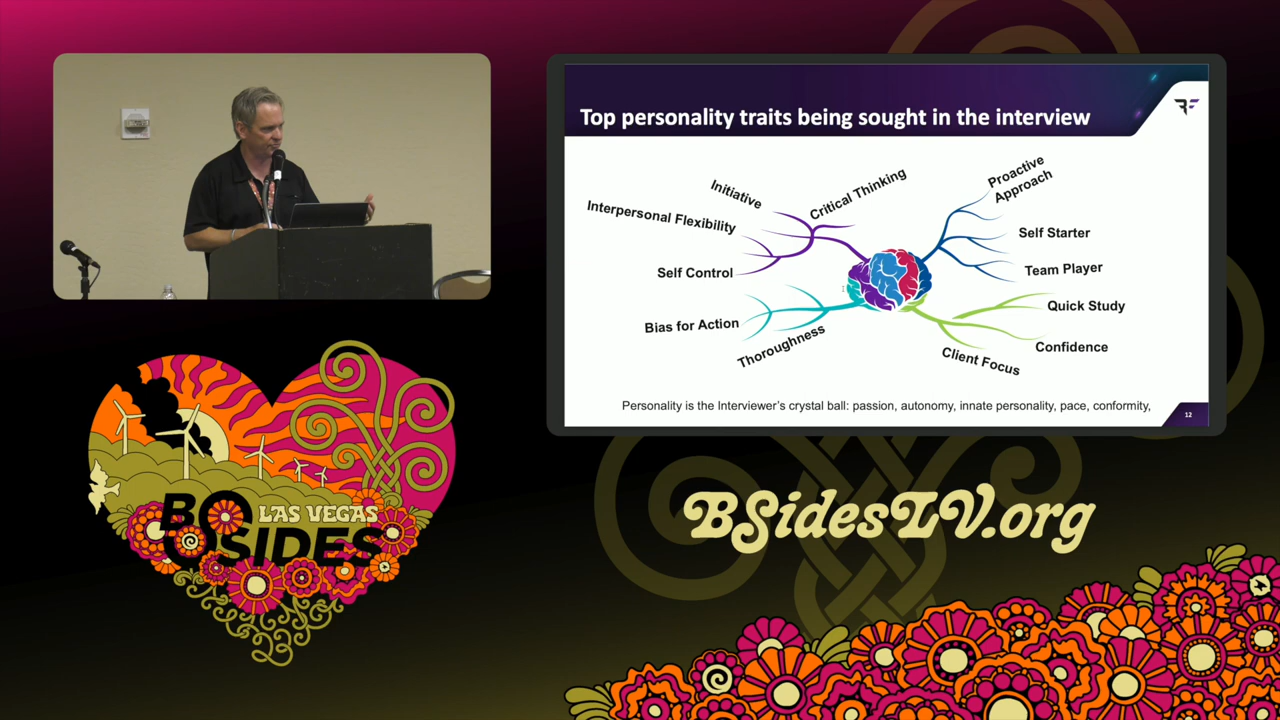 Top personality traits being sought in the interview
RF
Initiative
Critical Thinking
Interpersonal Flexibility
Self Control
Bias for Action
Thoroughness
Proactive
Approach
Self Starter
Team Player
Quick Study
Confidence
Client Focus
Personality is the Interviewer's crystal ball: passion, autonomy, innate personality, pace, conformity,
12
LAS VEGAS
BSIDES
23
BSidesLV.org